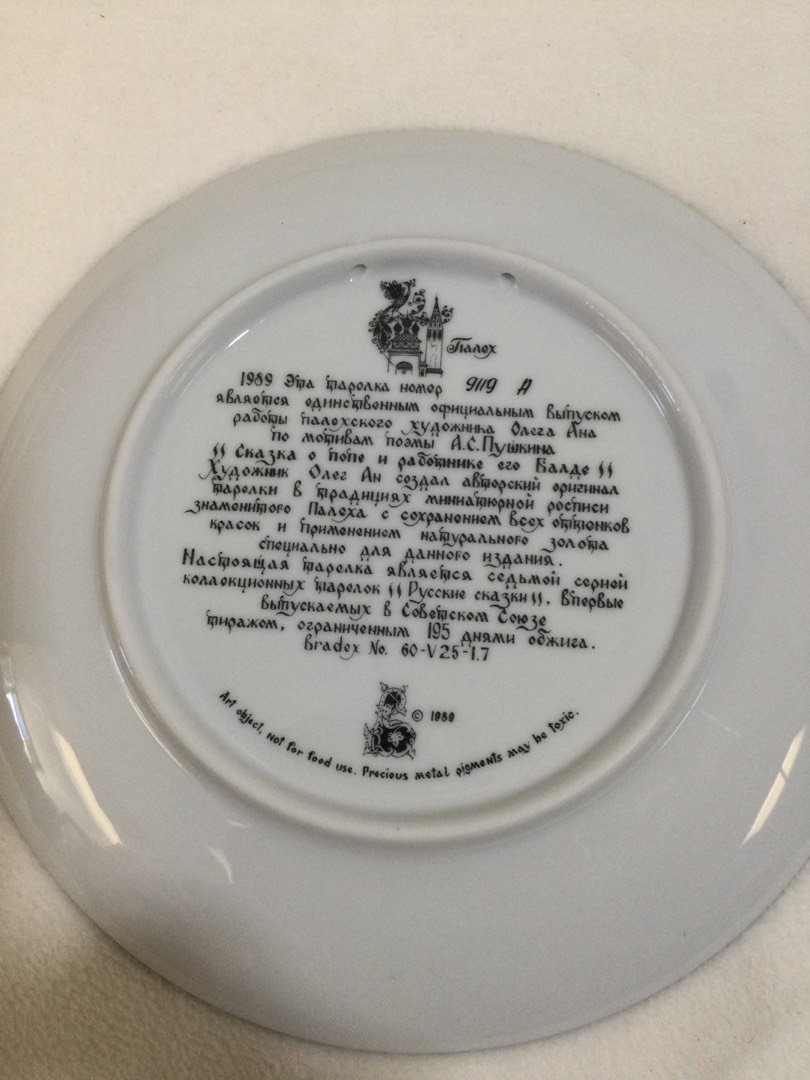 Палех
1989 Эта тарелка номер 9119 A
является единственным официальным выпуском
работы палехского художника Олега Ана
по мотивам поэмы А.С.Пушкина
"Сказка о попе и работнике его Балде"
Художник Олег Ан создал авторский оригинал
тарелки в традициях миниатюрной росписи
знаменитого Палеха с сохранением всех оттенков
красок и применением натурального золота
специально для данного издания.
Настоящая тарелка является седьмой серией
коллекционных тарелок "Русские сказки", впервые
выпускаемых в Советском Союзе
тиражом, ограниченным 195 днями обжига.
Bradex No. 60-V25-1.7
© 1989
Art object, not for food use. Precious metal pigments may be toxic.